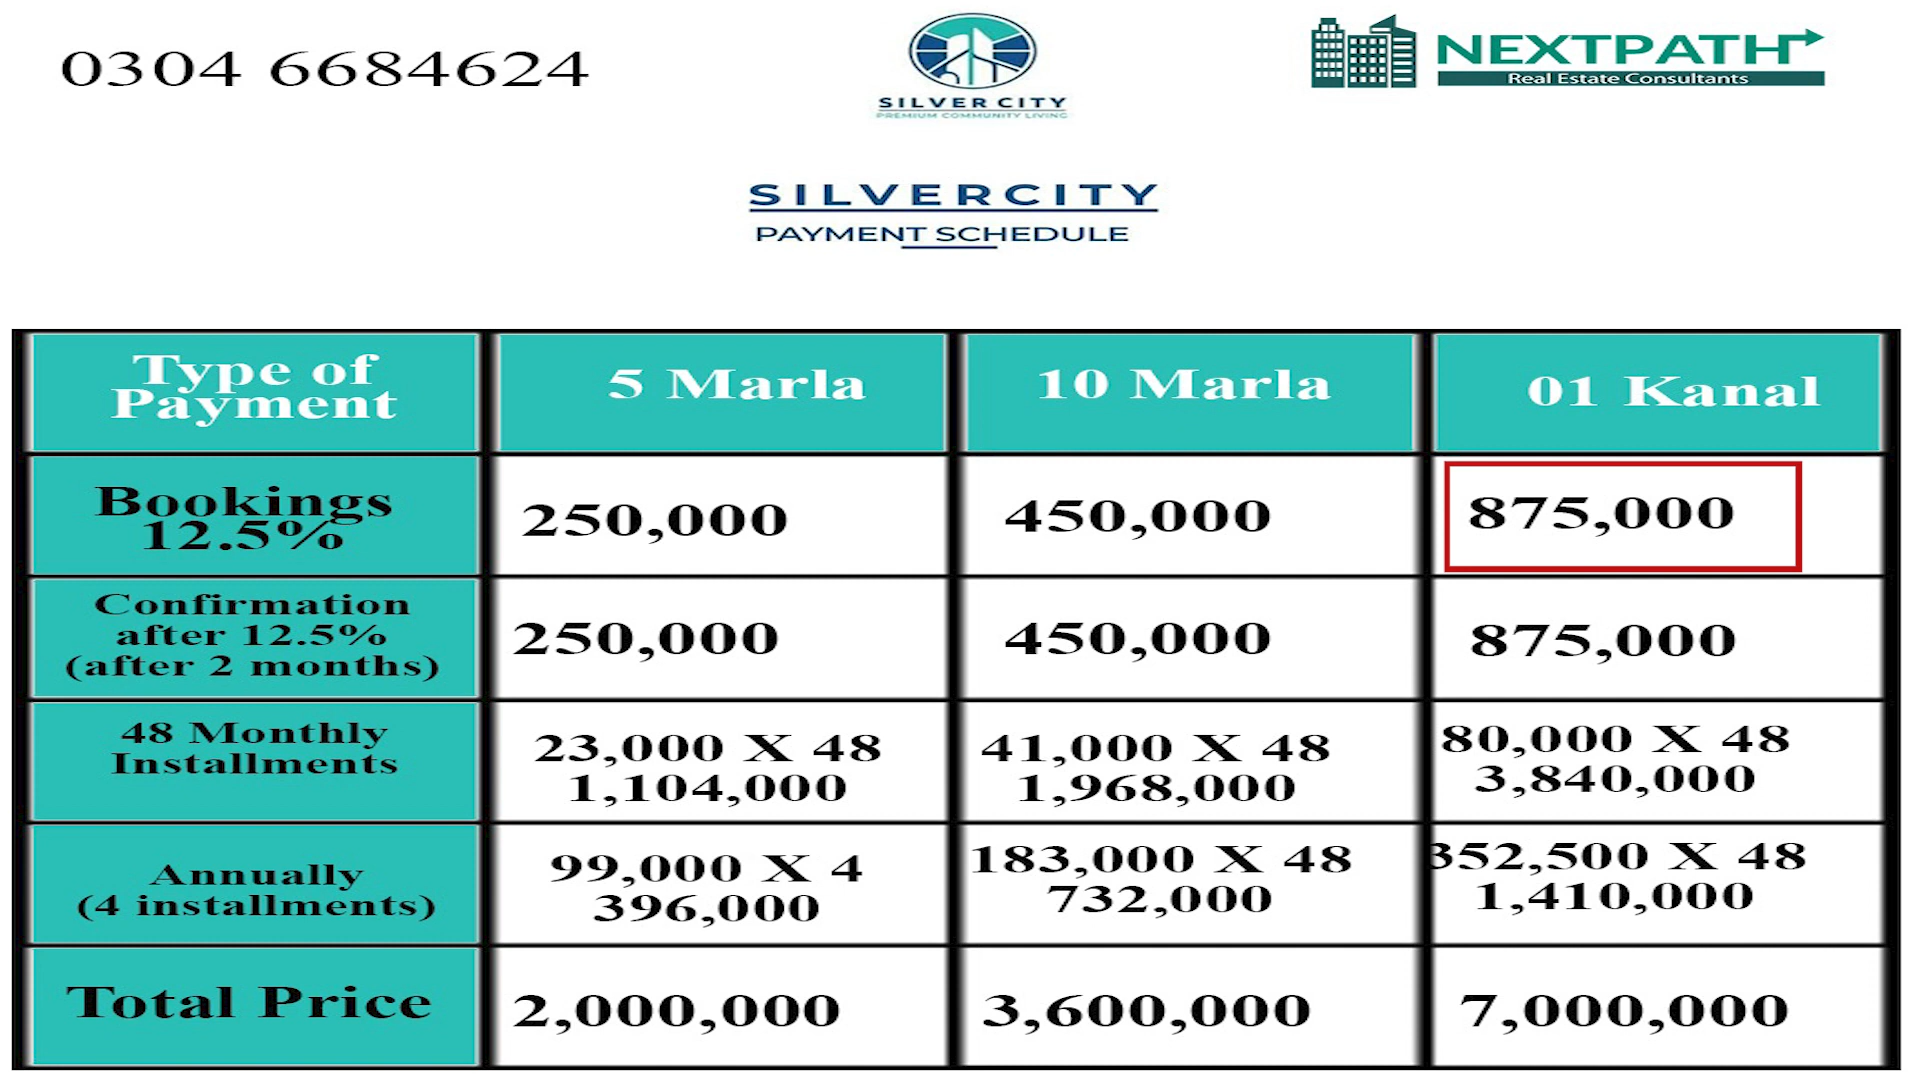 0304 6684624
SILVER CITY
PREMIUM COMMUNITY LIVING
NEXTPATH
Real Estate Consultants
SILVERCITY
PAYMENT SCHEDULE
Type of
Payment
5 Marla
10 Marla
01 Kanal
Bookings
12.5%
250,000
450,000
875,000
Confirmation
after 12.5%
(after 2 months)
250,000
450,000
875,000
48 Monthly
Installments
23,000 X 48
1,104,000
41,000 X 48
1,968,000
80,000 X 48
3,840,000
Annually
(4 installments)
99,000 X 4
396,000
183,000 X 48
732,000
352,500 X 48
1,410,000
Total Price
2,000,000
3,600,000
7,000,000